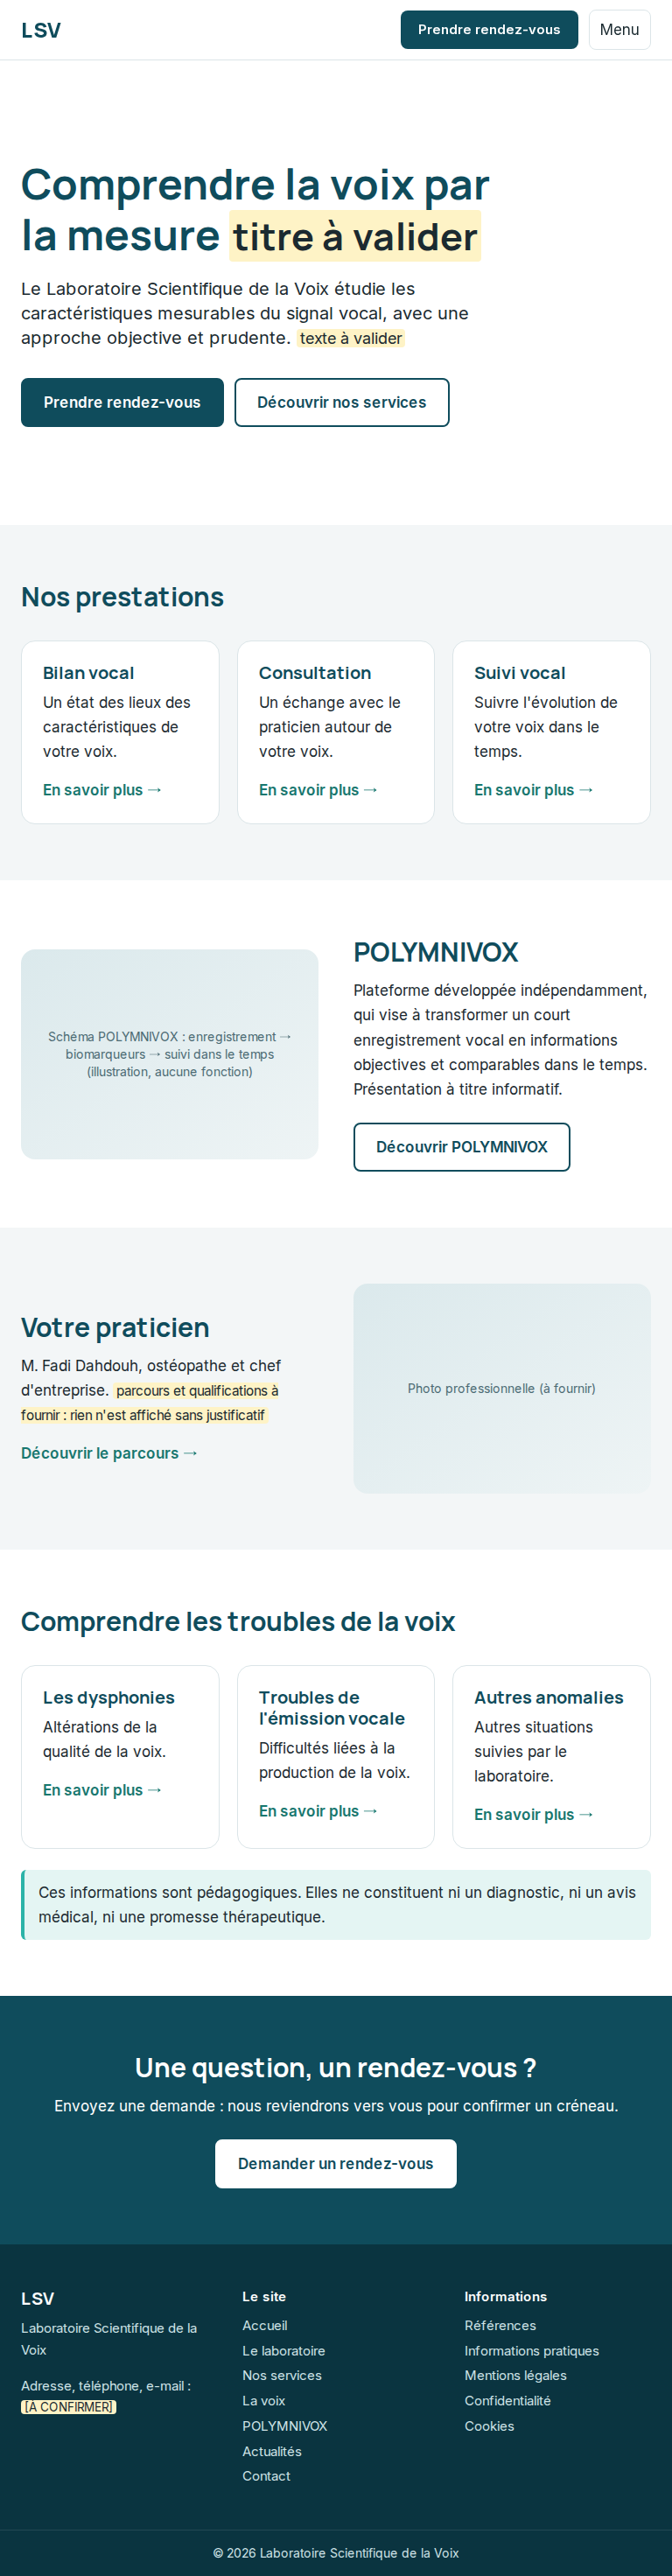 LSV
Prendre rendez-vous
Menu
Comprendre la voix par
la mesure titre à valider
Le Laboratoire Scientifique de la Voix étudie les
caractéristiques mesurables du signal vocal, avec une
approche objective et prudente. texte à valider
Prendre rendez-vous
Découvrir nos services
Nos prestations
Bilan vocal
Un état des lieux des
caractéristiques de
votre voix.
En savoir plus →
Consultation
Un échange avec le
praticien autour de
votre voix.
En savoir plus →
Suivi vocal
Suivre l'évolution de
votre voix dans le
temps.
En savoir plus →
Schéma POLYMNIVOX : enregistrement →
biomarqueurs → suivi dans le temps
(illustration, aucune fonction)
POLYMNIVOX
Plateforme développée indépendamment,
qui vise à transformer un court
enregistrement vocal en informations
objectives et comparables dans le temps.
Présentation à titre informatif.
Découvrir POLYMNIVOX
Votre praticien
M. Fadi Dahdouh, ostéopathe et chef
d'entreprise. parcours et qualifications à
fournir : rien n'est affiché sans justificatif
Découvrir le parcours →
Photo professionnelle (à fournir)
Comprendre les troubles de la voix
Les dysphonies
Altérations de la
qualité de la voix.
En savoir plus →
Troubles de
l'émission vocale
Difficultés liées à la
production de la voix.
En savoir plus →
Autres anomalies
Autres situations
suivies par le
laboratoire.
En savoir plus →
Ces informations sont pédagogiques. Elles ne constituent ni un diagnostic, ni un avis
médical, ni une promesse thérapeutique.
Une question, un rendez-vous ?
Envoyez une demande : nous reviendrons vers vous pour confirmer un créneau.
Demander un rendez-vous
LSV
Laboratoire Scientifique de la
Voix
Adresse, téléphone, e-mail :
[À CONFIRMER]
Le site
Accueil
Le laboratoire
Nos services
La voix
POLYMNIVOX
Actualités
Contact
Informations
Références
Informations pratiques
Mentions légales
Confidentialité
Cookies
© 2026 Laboratoire Scientifique de la Voix